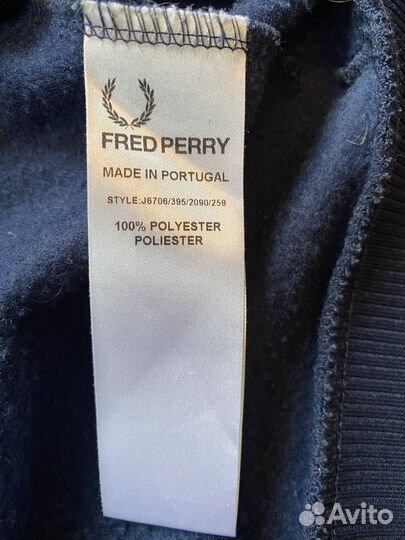 FRED PERRY
MADE IN PORTUGAL
STYLE:J6706/395/2090/259
100% POLYESTER
POLIESTER
Avito